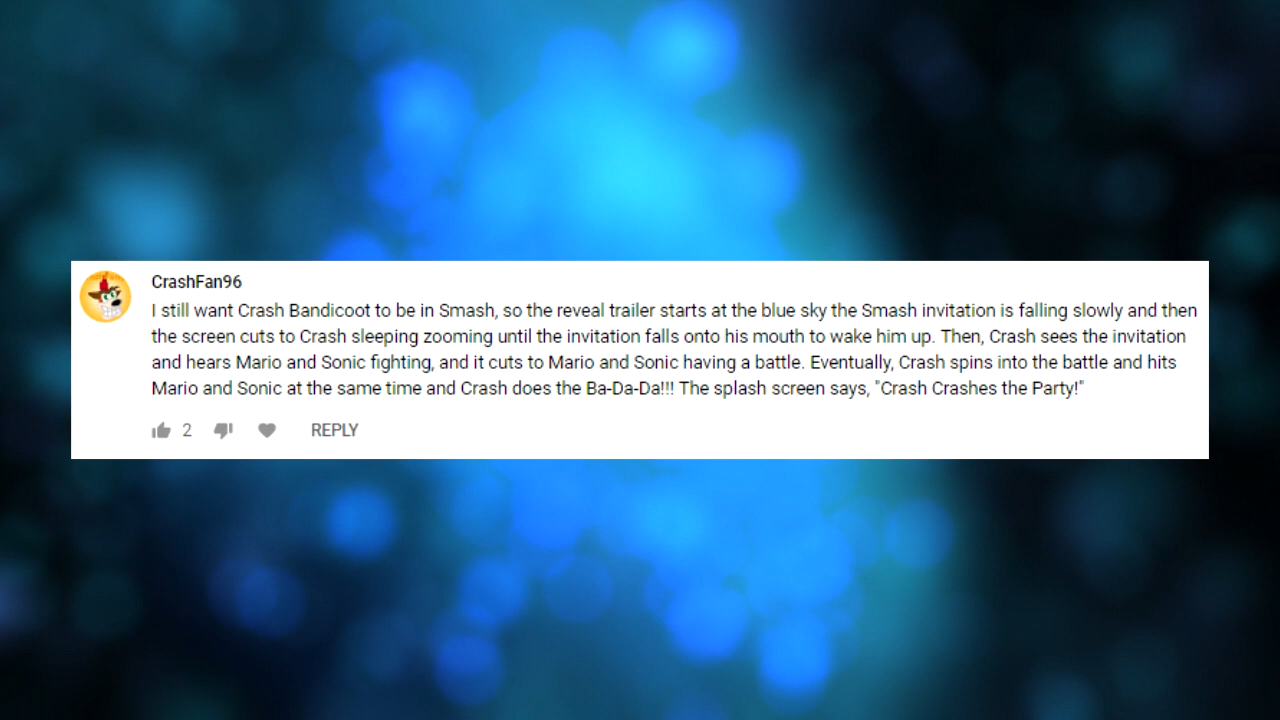 CrashFan96
I still want Crash Bandicoot to be in Smash, so the reveal trailer starts at the blue sky the Smash invitation is falling slowly and then
the screen cuts to Crash sleeping zooming until the invitation falls onto his mouth to wake him up. Then, Crash sees the invitation
and hears Mario and Sonic fighting, and it cuts to Mario and Sonic having a battle. Eventually, Crash spins into the battle and hits
Mario and Sonic at the same time and Crash does the Ba-Da-Da!!! The splash screen says, "Crash Crashes the Party!"
2 REPLY